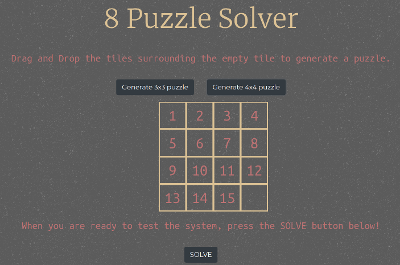 8 Puzzle Solver
Drag and Drop the tiles surrounding the empty tile to generate a puzzle.
Generate 3x3 puzzle Generate 4x4 puzzle
1 2 3 4
5 6 7 8
9 10 11 12
13 14 15
When you are ready to test the system, press the SOLVE button below!
SOLVE